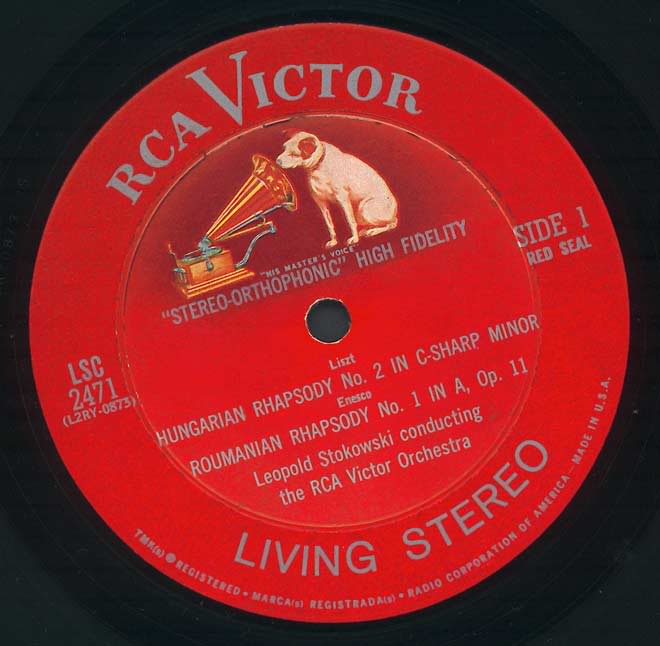 RCA VICTOR
"HIS MASTER'S VOICE"
"STEREO-ORTHOPHONIC" HIGH FIDELITY
SIDE 1
RED SEAL
LSC
2471
(L2RY-0873)
Liszt
HUNGARIAN RHAPSODY No. 2 IN C-SHARP MINOR
Enesco
ROUMANIAN RHAPSODY No. 1 IN A, Op. 11
Leopold Stokowski conducting
the RCA Victor Orchestra
LIVING STEREO
TMK(s) ® REGISTERED • MARCA(s) REGISTRADA(s) • RADIO CORPORATION OF AMERICA — MADE IN U.S.A.